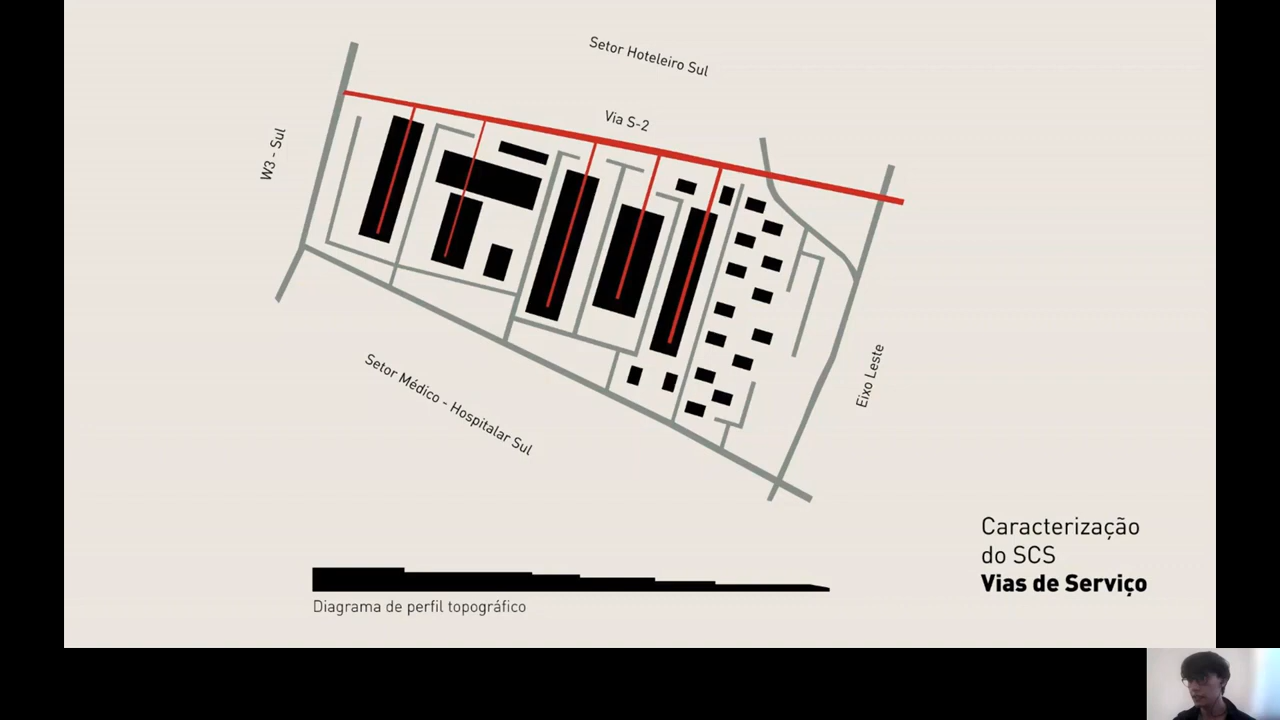 Setor Hoteleiro Sul
Via S-2
W3 - Sul
Eixo Leste
Setor Médico - Hospitalar Sul
Caracterização
do SCS
Vias de Serviço
Diagrama de perfil topográfico